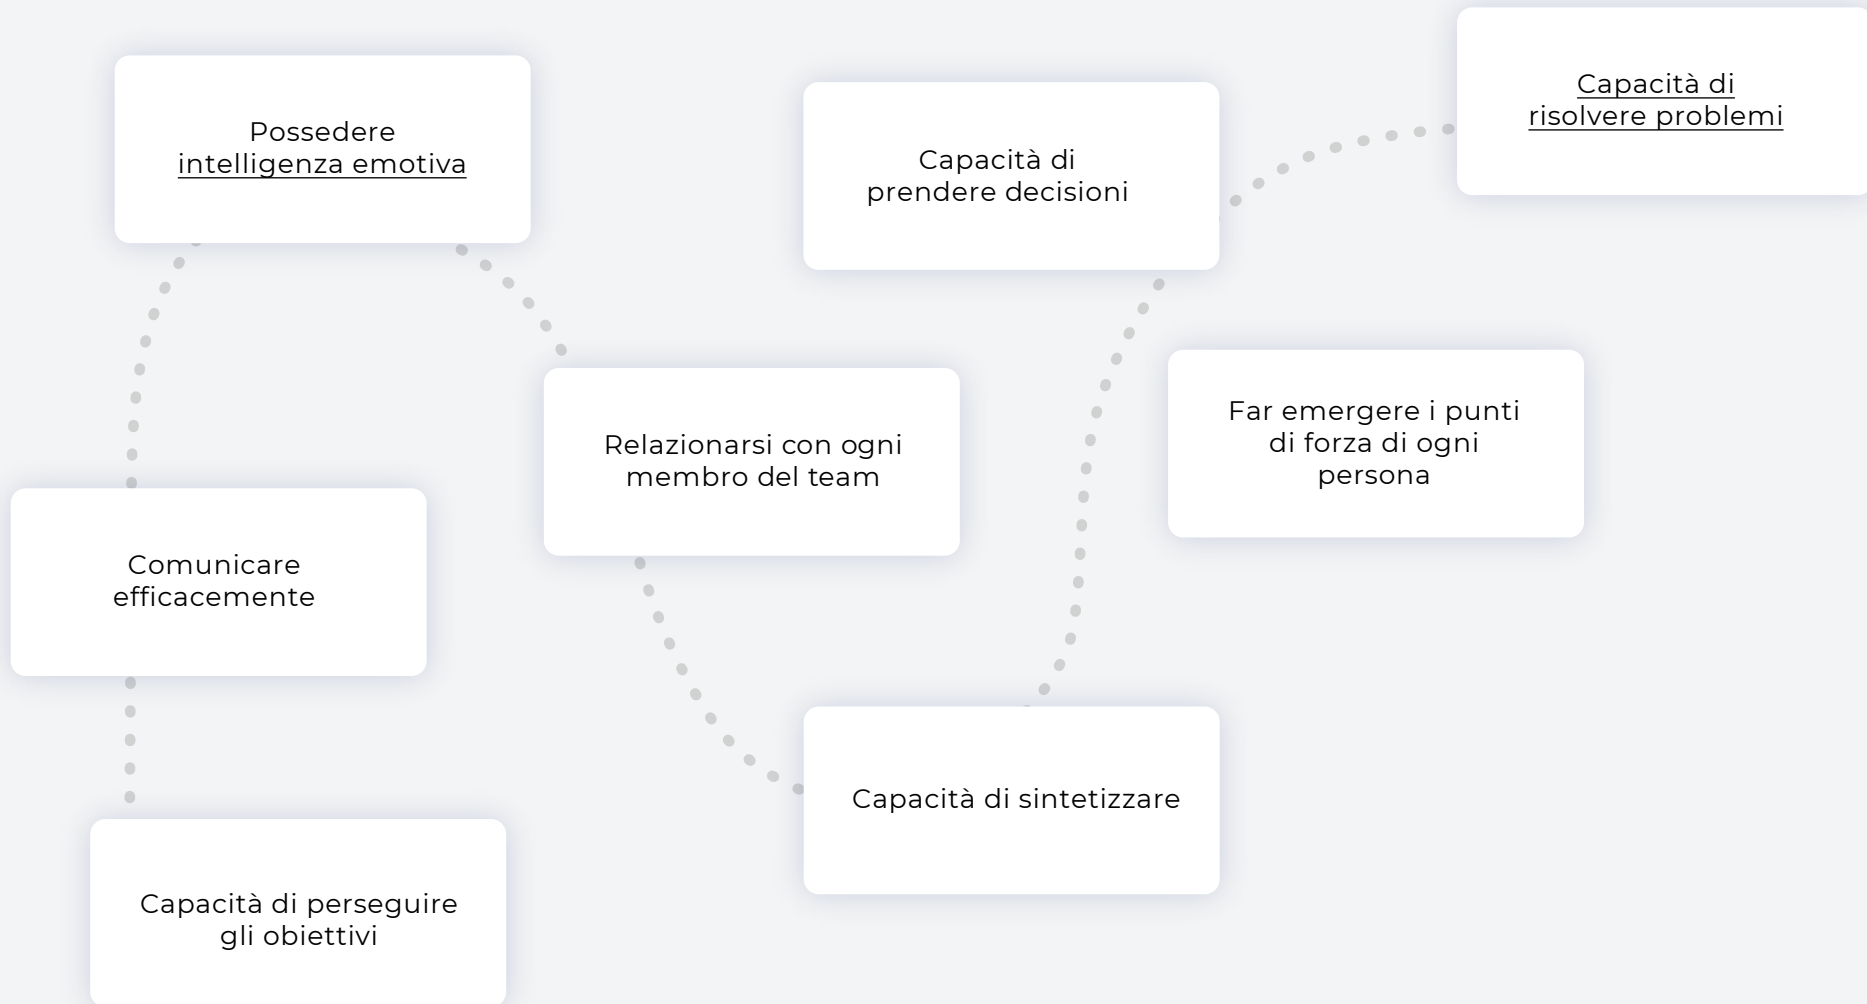 Possedere
intelligenza emotiva
Capacità di
prendere decisioni
Capacità di
risolvere problemi
Relazionarsi con ogni
membro del team
Far emergere i punti
di forza di ogni
persona
Comunicare
efficacemente
Capacità di sintetizzare
Capacità di perseguire
gli obiettivi